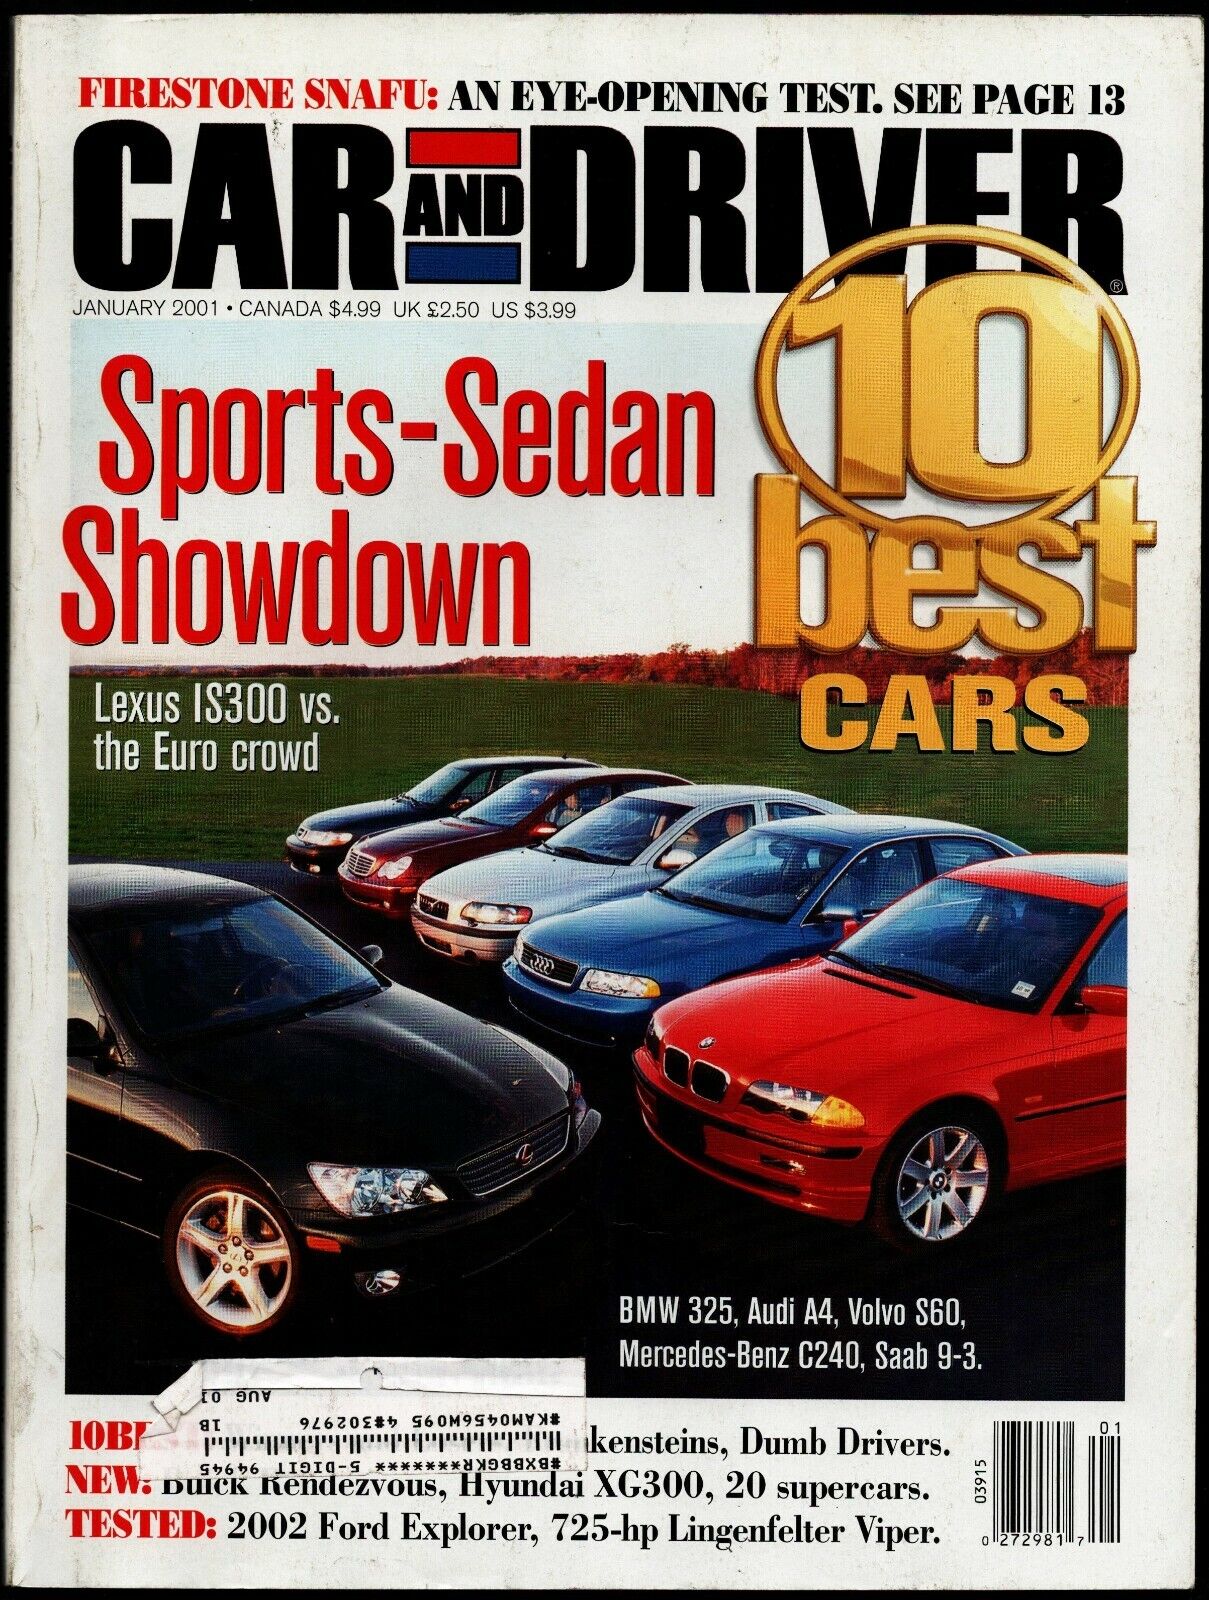 FIRESTONE SNAFU: AN EYE-OPENING TEST. SEE PAGE 13
CAR AND DRIVER
®
JANUARY 2001 • CANADA $4.99 UK £2.50 US $3.99
10
best
CARS
Sports-Sedan
Showdown
Lexus IS300 vs.
the Euro crowd
BMW 325, Audi A4, Volvo S60,
Mercedes-Benz C240, Saab 9-3.
#BXBBGKR********* 5-DIGIT 94945
#KAM0456W095 4#302976 1B
AUG 01
Dumb Drivers.
NEW: Buick Rendezvous, Hyundai XG300, 20 supercars.
TESTED: 2002 Ford Explorer, 725-hp Lingenfelter Viper.
01
03915
0 272981 7